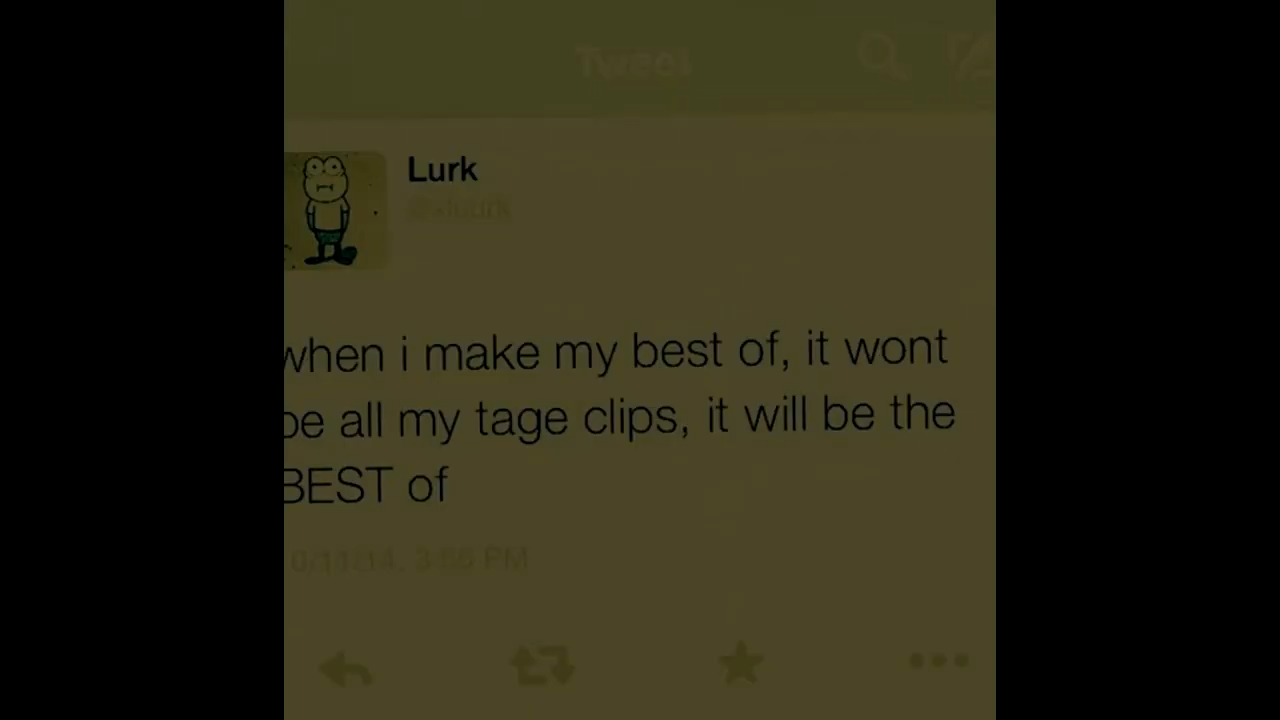 Tweet
Lurk
when i make my best of, it wont
be all my tage clips, it will be the
BEST of